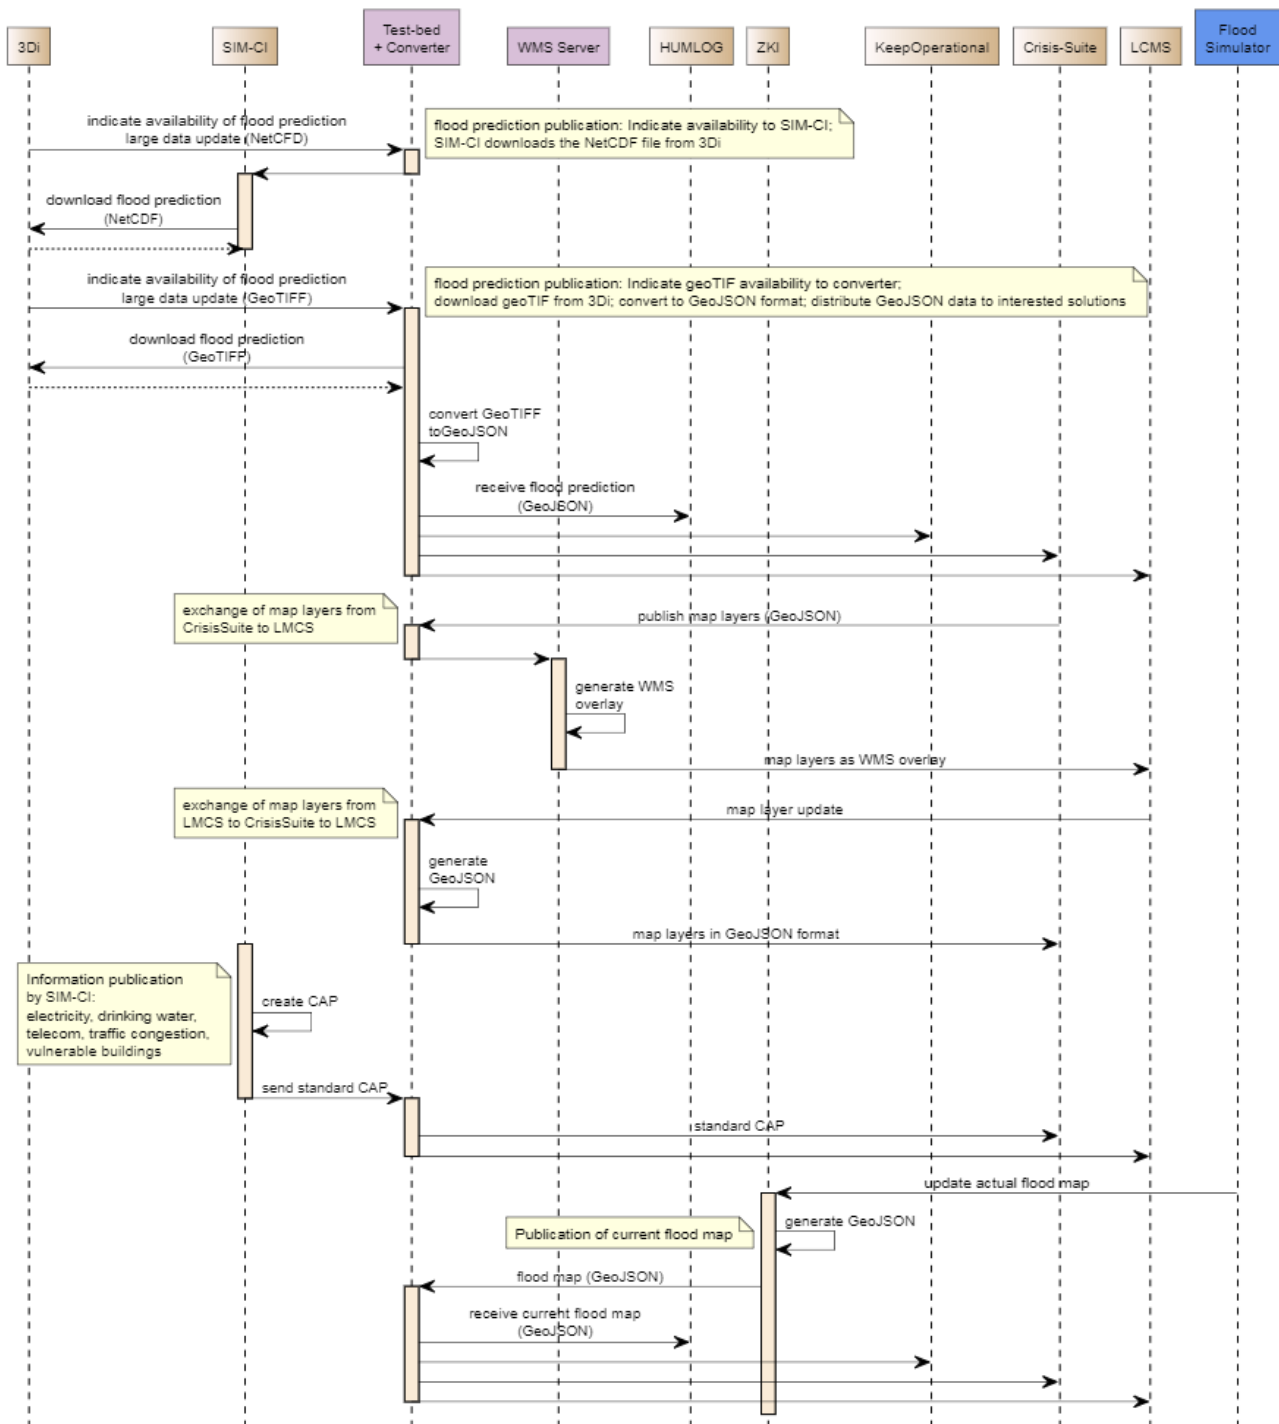 3Di
SIM-CI
Test-bed
+ Converter
WMS Server
HUMLOG
ZKI
KeepOperational
Crisis-Suite
LCMS
Flood
Simulator
indicate availability of flood prediction
large data update (NetCFD)
flood prediction publication: Indicate availability to SIM-CI;
SIM-CI downloads the NetCDF file from 3Di
download flood prediction
(NetCDF)
indicate availability of flood prediction
large data update (GeoTIFF)
flood prediction publication: Indicate geoTIF availability to converter;
download geoTIF from 3Di; convert to GeoJSON format; distribute GeoJSON data to interested solutions
download flood prediction
(GeoTIFF)
convert GeoTIFF
toGeoJSON
receive flood prediction
(GeoJSON)
exchange of map layers from
CrisisSuite to LMCS
publish map layers (GeoJSON)
generate WMS
overlay
map layers as WMS overlay
exchange of map layers from
LMCS to CrisisSuite to LMCS
map layer update
generate
GeoJSON
map layers in GeoJSON format
Information publication
by SIM-CI:
electricity, drinking water,
telecom, traffic congestion,
vulnerable buildings
create CAP
send standard CAP
standard CAP
update actual flood map
Publication of current flood map
generate GeoJSON
flood map (GeoJSON)
receive current flood map
(GeoJSON)